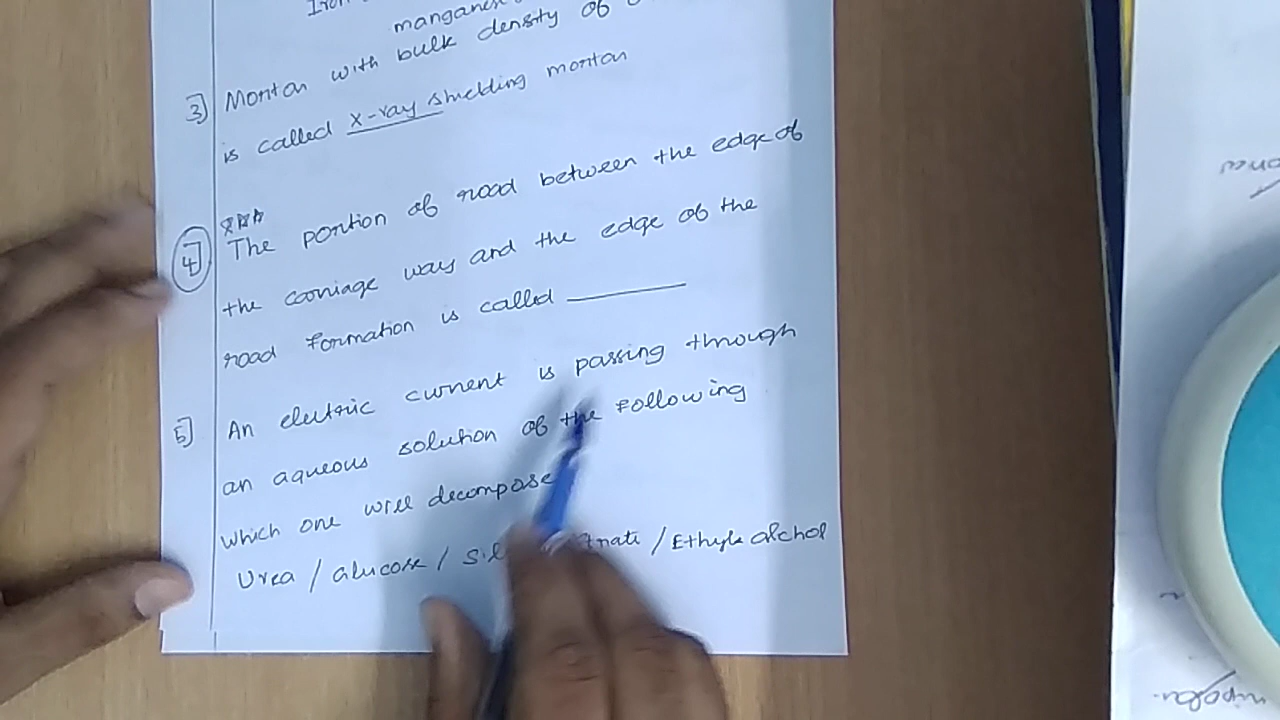 manganese
Mortar with bulk density of
3] is called x-ray shielding mortar
4] The portion of road between the edge of
the carriage way and the edge of the
road formation is called ______
5] An electric current is passing through
an aqueous solution of the following
which one will decompose
Urea / Glucose / / Ethyle alchol